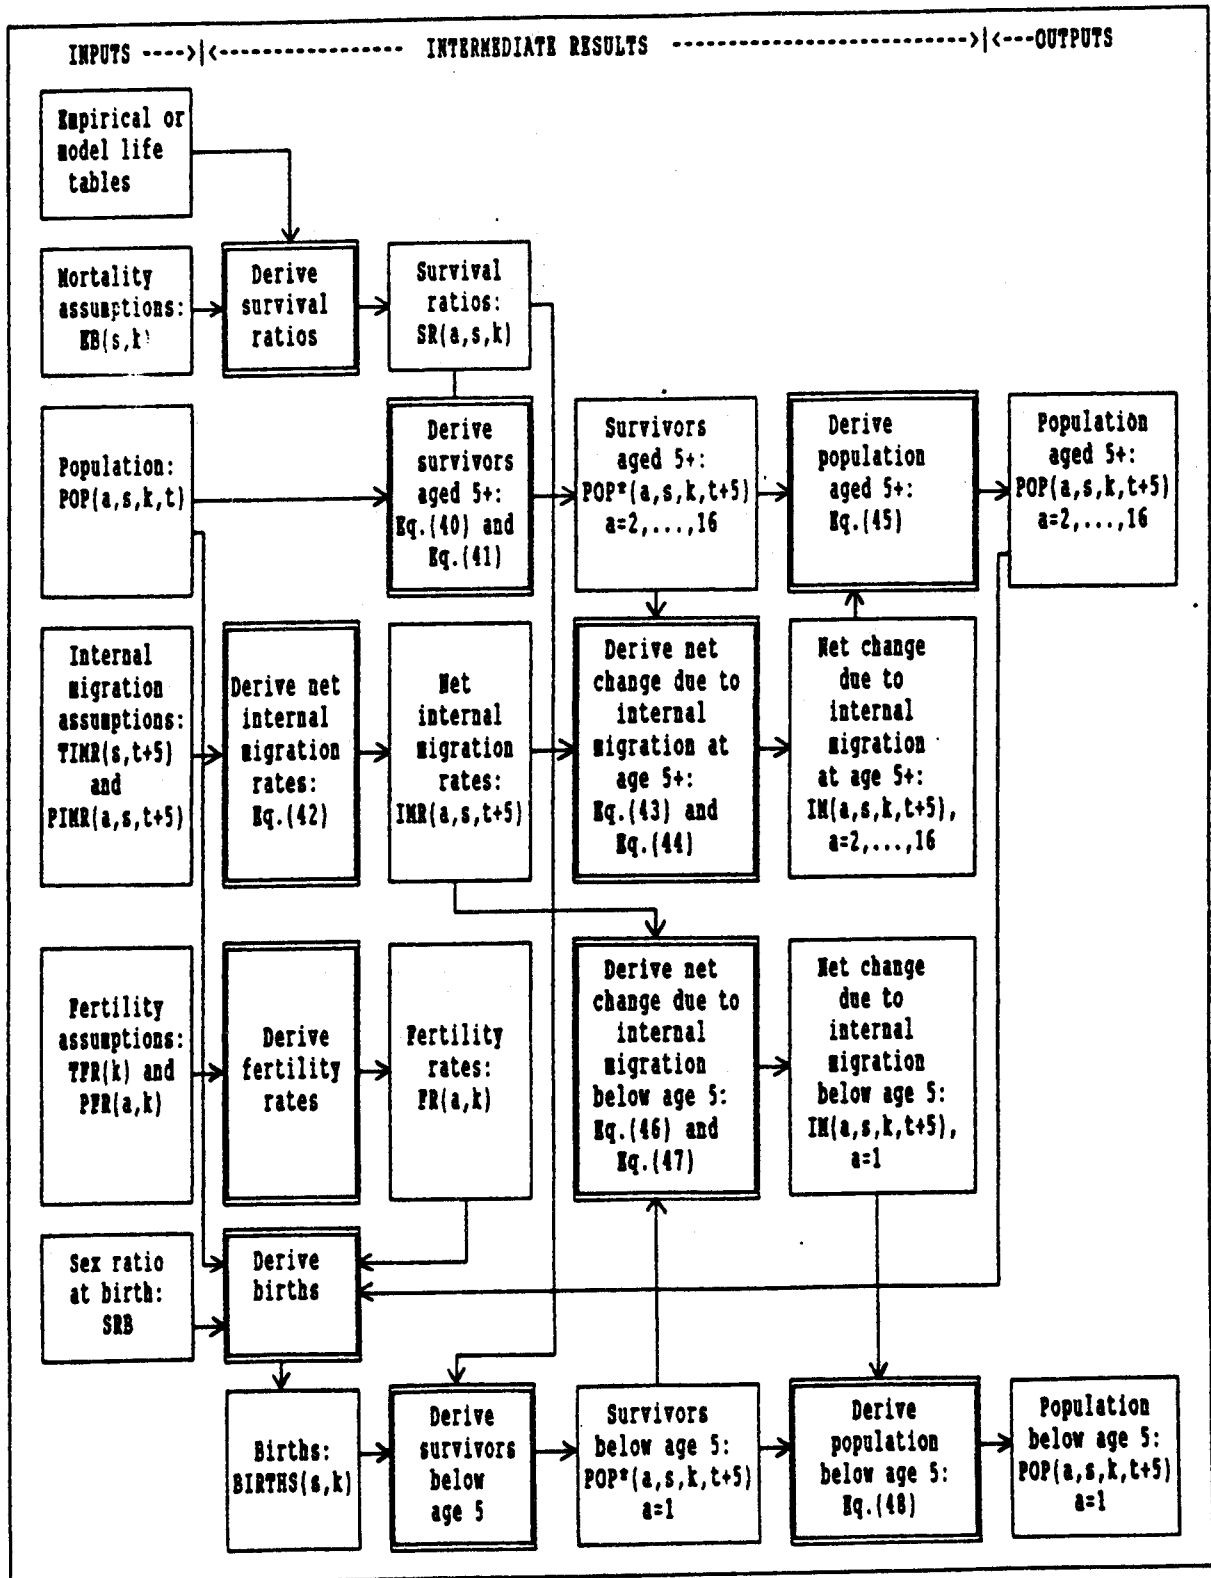 INPUTS ---->|<---------------- INTERMEDIATE RESULTS --------------------------->|<---OUTPUTS
Empirical or
model life
tables
Mortality
assumptions:
EB(s,k)
Derive
survival
ratios
Survival
ratios:
SR(a,s,k)
Population:
POP(a,s,k,t)
Derive
survivors
aged 5+:
Eq.(40) and
Eq.(41)
Survivors
aged 5+:
POP*(a,s,k,t+5)
a=2,...,16
Derive
population
aged 5+:
Eq.(45)
Population
aged 5+:
POP(a,s,k,t+5)
a=2,...,16
Internal
migration
assumptions:
TIMR(s,t+5)
and
PIMR(a,s,t+5)
Derive net
internal
migration
rates:
Eq.(42)
Net
internal
migration
rates:
IMR(a,s,t+5)
Derive net
change due to
internal
migration at
age 5+:
Eq.(43) and
Eq.(44)
Net change
due to
internal
migration
at age 5+:
IM(a,s,k,t+5),
a=2,...,16
Fertility
assumptions:
TFR(k) and
PFR(a,k)
Derive
fertility
rates
Fertility
rates:
FR(a,k)
Derive net
change due to
internal
migration
below age 5:
Eq.(46) and
Eq.(47)
Net change
due to
internal
migration
below age 5:
IM(a,s,k,t+5),
a=1
Sex ratio
at birth:
SRB
Derive
births
Births:
BIRTHS(s,k)
Derive
survivors
below
age 5
Survivors
below age 5:
POP*(a,s,k,t+5)
a=1
Derive
population
below age 5:
Eq.(48)
Population
below age 5:
POP(a,s,k,t+5)
a=1